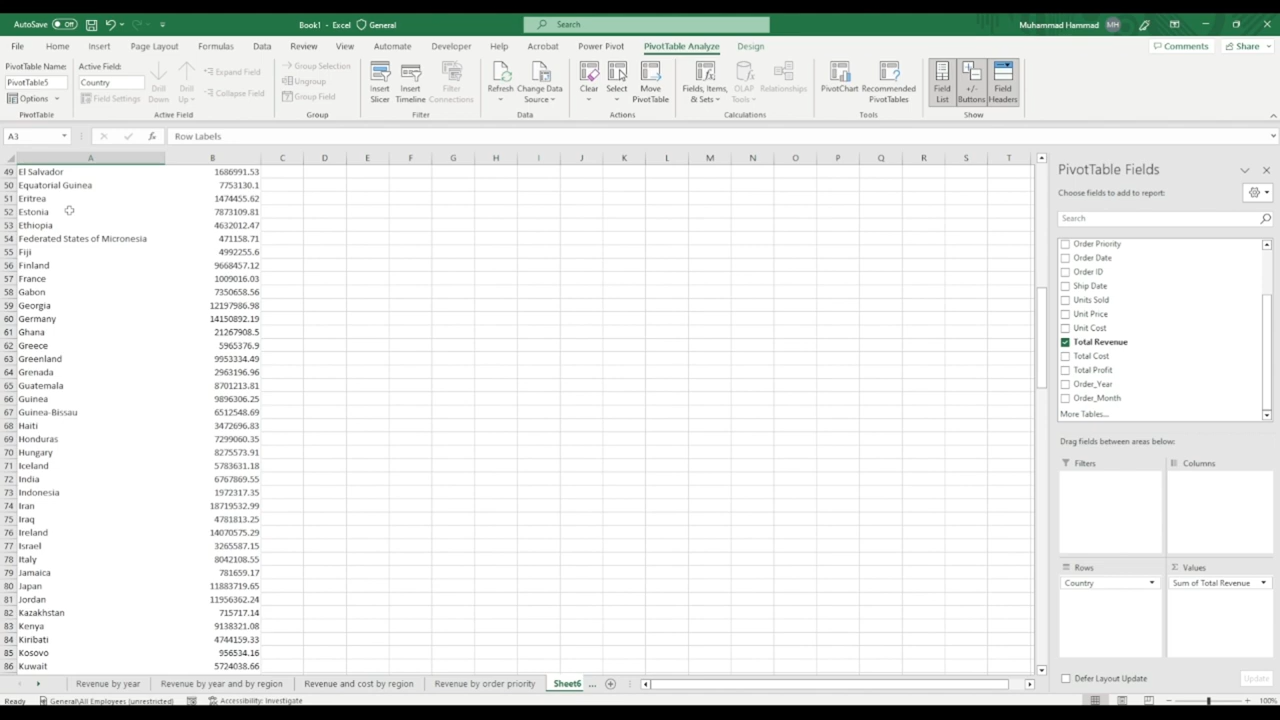 AutoSave Off Book1 - Excel General Search Muhammad Hammad MH
File Home Insert Page Layout Formulas Data Review View Automate Developer Help Acrobat Power Pivot PivotTable Analyze Design Comments Share
PivotTable Name: Active Field: Expand Field Group Selection
PivotTable5 Country Drill Down Drill Up Collapse Field Ungroup Insert Slicer Insert Timeline Filter Connections Refresh Change Data Source Clear Select Move PivotTable Fields, Items, & Sets OLAP Tools Relationships PivotChart Recommended PivotTables Field List +/- Buttons Field Headers
Options Field Settings Group Field
PivotTable Active Field Group Filter Data Actions Calculations Tools Show
A3 fx Row Labels
A B C D E F G H I J K L M N O P Q R S T
49 El Salvador 1686991.53
50 Equatorial Guinea 7753130.1
51 Eritrea 1474455.62
52 Estonia 7873109.81
53 Ethiopia 4632012.47
54 Federated States of Micronesia 471158.71
55 Fiji 4992255.6
56 Finland 9668457.12
57 France 1009016.03
58 Gabon 7350658.56
59 Georgia 12197986.98
60 Germany 14150892.19
61 Ghana 21267908.5
62 Greece 5965376.9
63 Greenland 9953334.49
64 Grenada 2963196.96
65 Guatemala 8701213.81
66 Guinea 9896306.25
67 Guinea-Bissau 6512548.69
68 Haiti 3472696.83
69 Honduras 7299060.35
70 Hungary 8275573.91
71 Iceland 5783631.18
72 India 6767869.55
73 Indonesia 1972317.35
74 Iran 18719532.99
75 Iraq 4781813.25
76 Ireland 14070575.29
77 Israel 3265587.15
78 Italy 8042108.55
79 Jamaica 781659.17
80 Japan 11883719.65
81 Jordan 11956362.24
82 Kazakhstan 715717.14
83 Kenya 9138321.08
84 Kiribati 4744159.33
85 Kosovo 956534.16
86 Kuwait 5724038.66
PivotTable Fields
Choose fields to add to report:
Search
Order Priority
Order Date
Order ID
Ship Date
Units Sold
Unit Price
Unit Cost
Total Revenue
Total Cost
Total Profit
Order_Year
Order_Month
More Tables...
Drag fields between areas below:
Filters Columns
Rows Values
Country Sum of Total Revenue
Defer Layout Update Update
Revenue by year Revenue by year and by region Revenue and cost by region Revenue by order priority Sheet6 ...
Ready General\All Employees (unrestricted) Accessibility: Investigate 100%